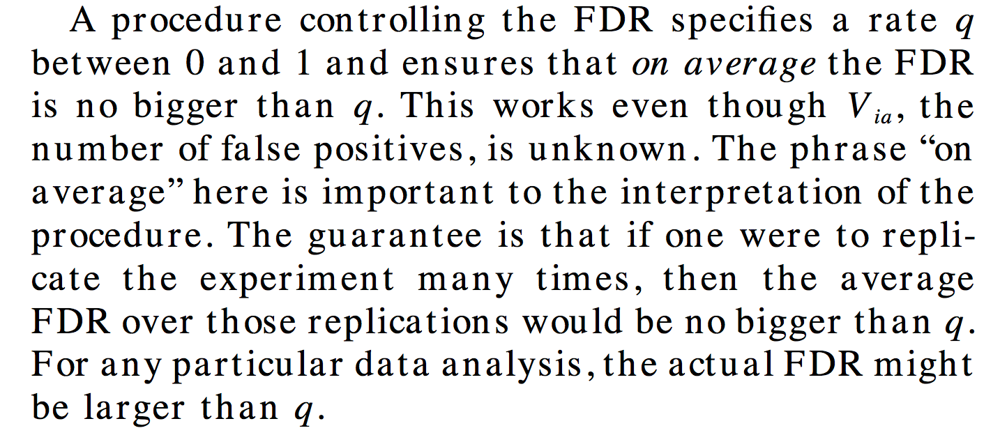 A procedure controlling the FDR specifies a rate q
between 0 and 1 and ensures that on average the FDR
is no bigger than q. This works even though Via, the
number of false positives, is unknown. The phrase “on
average” here is important to the interpretation of the
procedure. The guarantee is that if one were to repli-
cate the experiment many times, then the average
FDR over those replications would be no bigger than q.
For any particular data analysis, the actual FDR might
be larger than q.